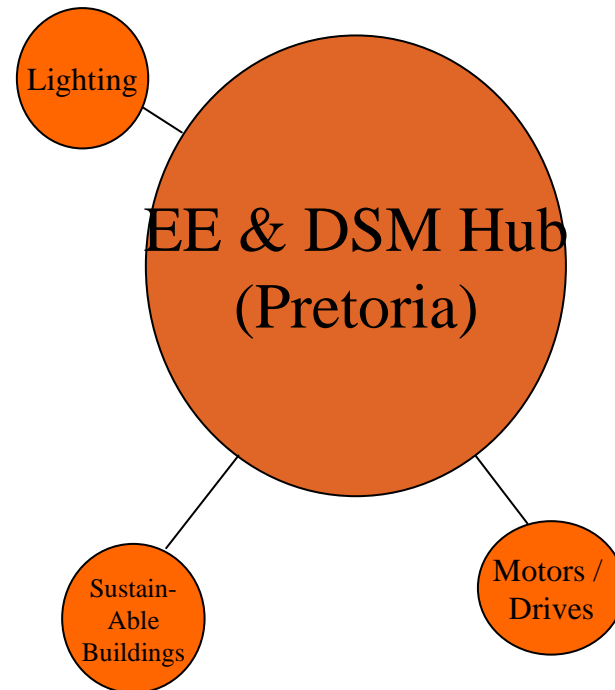 Lighting
EE & DSM Hub
(Pretoria)
Sustain-
Able
Buildings
Motors /
Drives